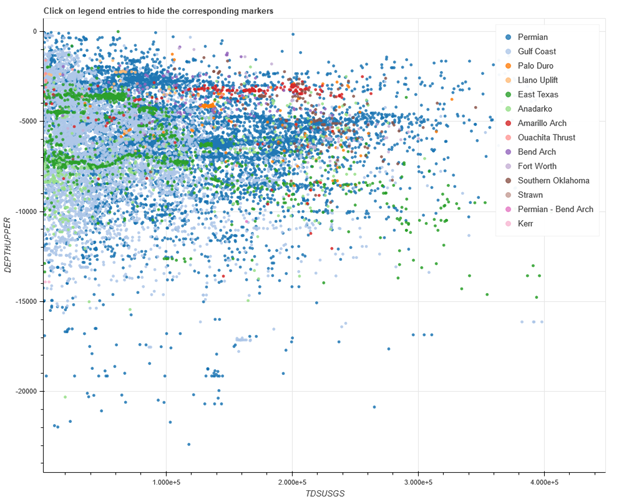 Click on legend entries to hide the corresponding markers
0
-5000
-10000
-15000
-20000
DEPTHUPPER
1.000e+5
2.000e+5
3.000e+5
4.000e+5
TDSUSGS
Permian
Gulf Coast
Palo Duro
Llano Uplift
East Texas
Anadarko
Amarillo Arch
Ouachita Thrust
Bend Arch
Fort Worth
Southern Oklahoma
Strawn
Permian - Bend Arch
Kerr